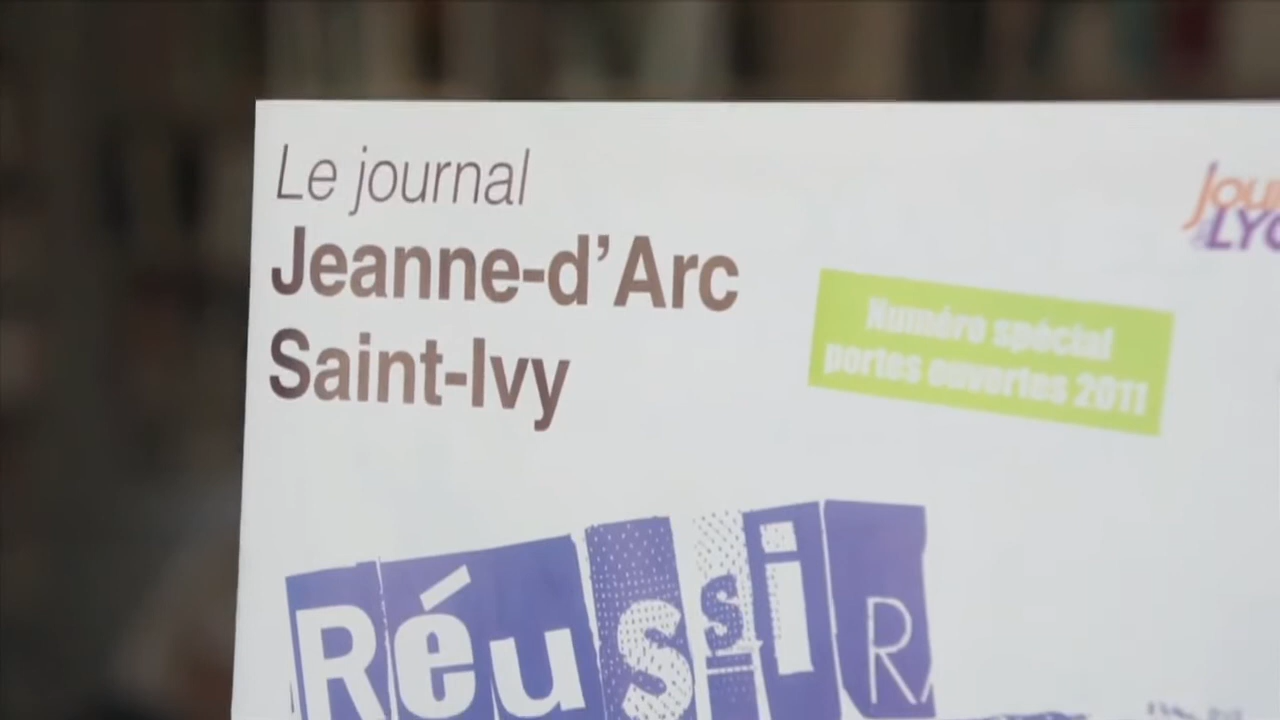 Le journal
Jeanne-d'Arc
Saint-Ivy
Numéro spécial
portes ouvertes 2011
RéussiR